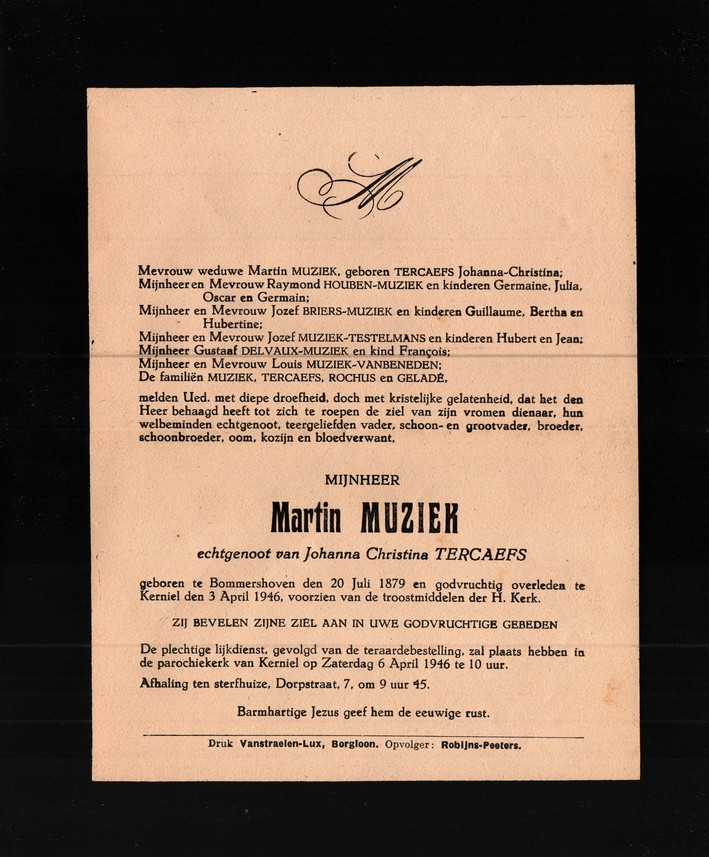 M
Mevrouw weduwe Martin MUZIEK, geboren TERCAEFS Johanna-Christina;
Mijnheer en Mevrouw Raymond HOUBEN-MUZIEK en kinderen Germaine, Julia,
Oscar en Germain;
Mijnheer en Mevrouw Jozef BRIERS-MUZIEK en kinderen Guillaume, Bertha en
Hubertine;
Mijnheer en Mevrouw Jozef MUZIEK-TESTELMANS en kinderen Hubert en Jean;
Mijnheer Gustaaf DELVAUX-MUZIEK en kind François;
Mijnheer en Mevrouw Louis MUZIEK-VANBENEDEN;
De familiën MUZIEK, TERCAEFS, ROCHUS en GELADÉ,
melden Ued. met diepe droefheid, doch met kristelijke gelatenheid, dat het den
Heer behaagd heeft tot zich te roepen de ziel van zijn vromen dienaar, hun
welbeminden echtgenoot, teergeliefden vader, schoon- en grootvader, broeder,
schoonbroeder, oom, kozijn en bloedverwant,
MIJNHEER
Martin MUZIEK
echtgenoot van Johanna Christina TERCAEFS
geboren te Bommershoven den 20 Juli 1879 en godvruchtig overleden te
Kerniel den 3 April 1946, voorzien van de troostmiddelen der H. Kerk.
ZIJ BEVELEN ZIJNE ZIEL AAN IN UWE GODVRUCHTIGE GEBEDEN
De plechtige lijkdienst, gevolgd van de teraardebestelling, zal plaats hebben in
de parochiekerk van Kerniel op Zaterdag 6 April 1946 te 10 uur.
Afhaling ten sterfhuize, Dorpstraat, 7, om 9 uur 45.
Barmhartige Jezus geef hem de eeuwige rust.
Druk Vanstraelen-Lux, Borgloon. Opvolger: Robijns-Peeters.